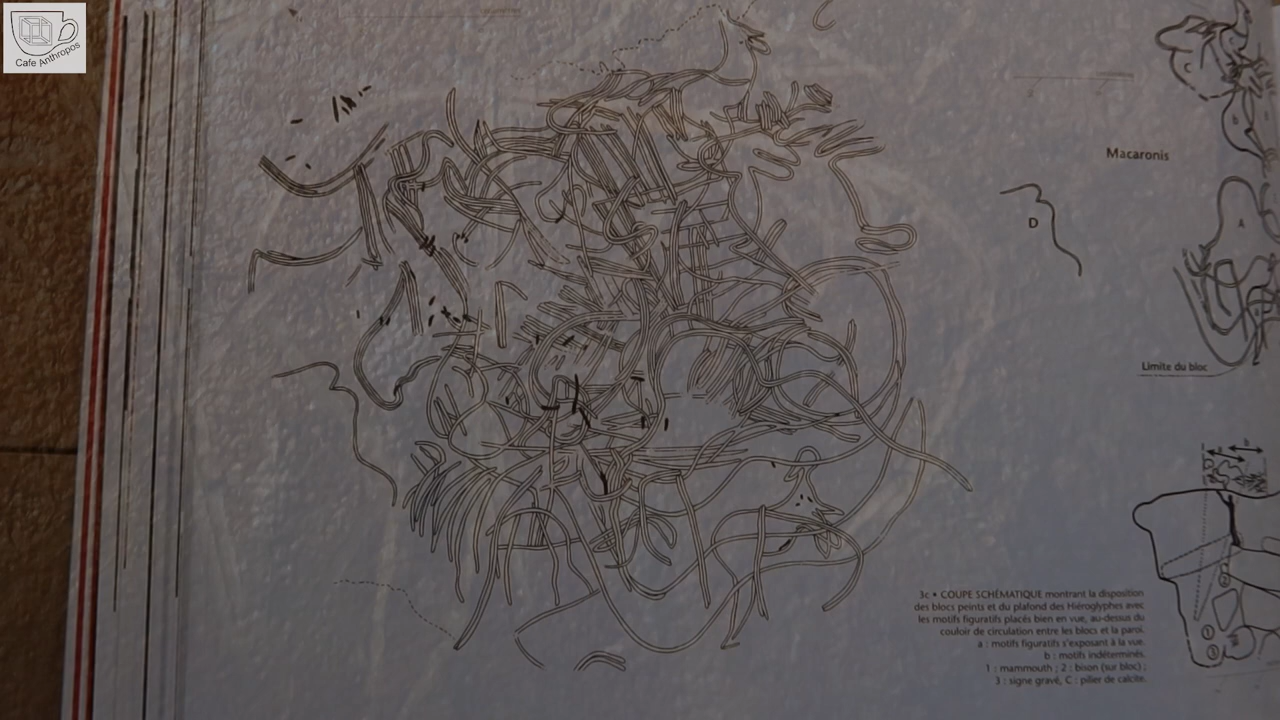 Cafe Anthropos
Macaronis
D
A
Limite du bloc
b
3c • COUPE SCHÉMATIQUE montrant la disposition
des blocs peints et du plafond des Hiéroglyphes avec
les motifs figuratifs placés bien en vue, au-dessus du
couloir de circulation entre les blocs et la paroi.
a : motifs figuratifs s'exposant à la vue.
b : motifs indéterminés.
1 : mammouth ; 2 : bison (sur bloc) ;
3 : signe gravé, C : pilier de calcite.
2
1
3